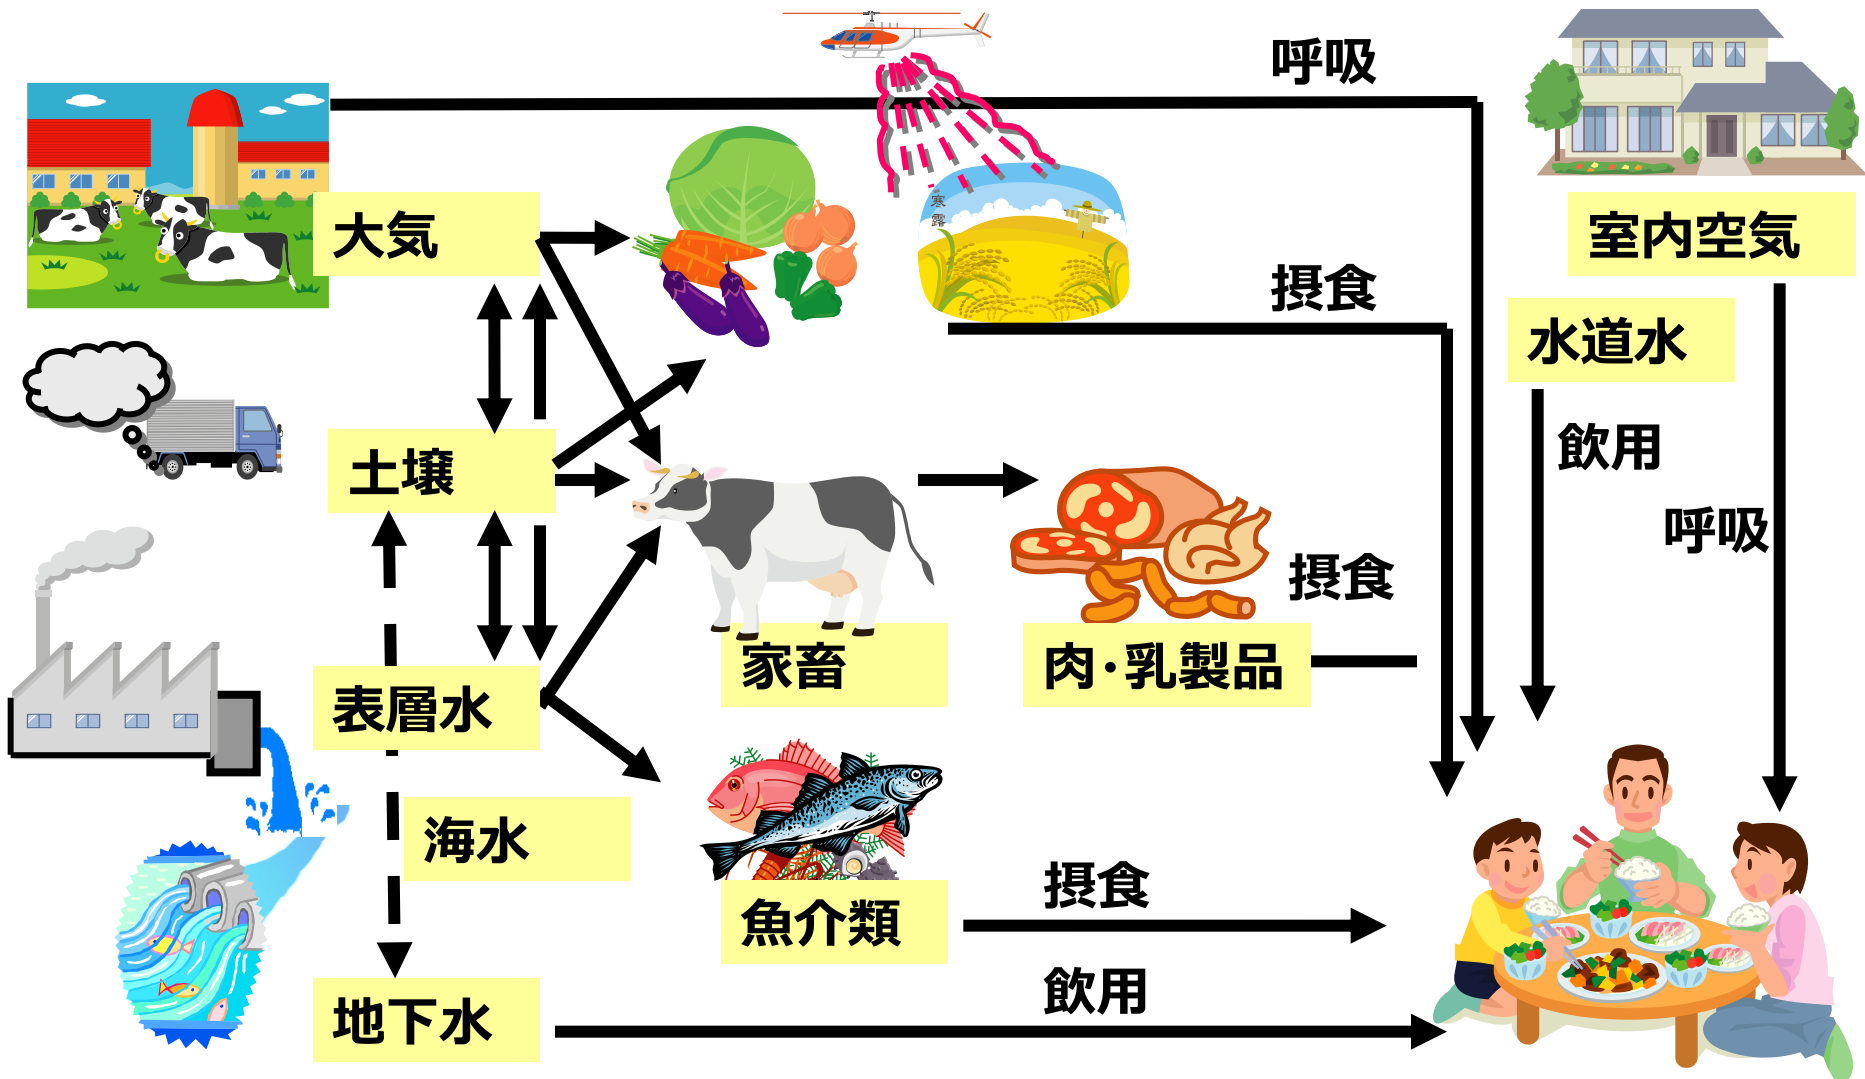 呼吸
大気
寒露
摂食
室内空気
水道水
飲用
土壌
呼吸
摂食
家畜
肉・乳製品
表層水
海水
摂食
魚介類
飲用
地下水